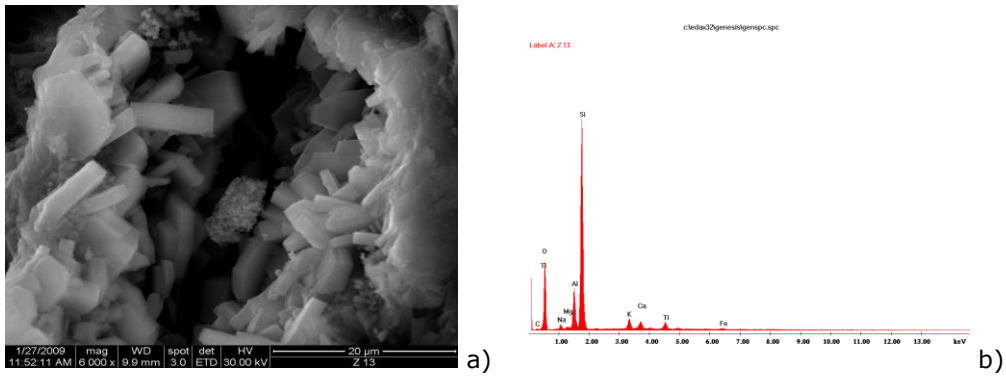 1/27/2009 mag WD spot det HV 20 µm
11:52:11 AM 6 000 x 9.9 mm 3.0 ETD 30.00 kV Z 13
a)
c:\edax32\genesis\genspc.spc
Label A: Z 13
Si
O
Ti
Al
Mg
Na
C
K
Ca
Ti
Fe
1.00 2.00 3.00 4.00 5.00 6.00 7.00 8.00 9.00 10.00 11.00 12.00 13.00 keV
b)